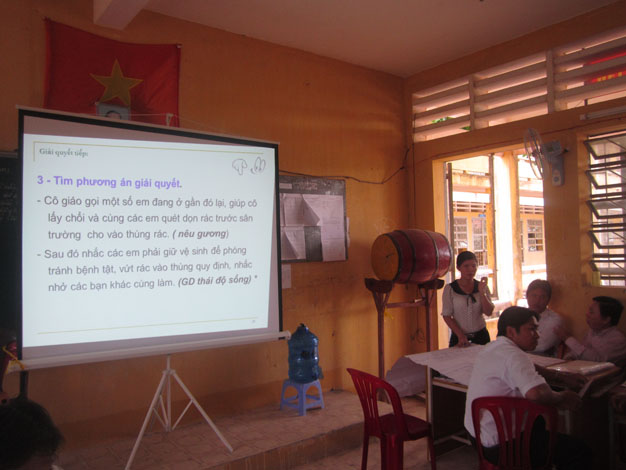 Giải quyết tiếp:
3 - Tìm phương án giải quyết.
- Cô giáo gọi một số em đang ở gần đó lại, giúp cô
lấy chổi và cùng các em quét dọn rác trước sân
trường cho vào thùng rác. ( nêu gương)
- Sau đó nhắc các em phải giữ vệ sinh để phòng
tránh bệnh tật, vứt rác vào thùng quy định, nhắc
nhở các bạn khác cùng làm. (GD thái độ sống) *